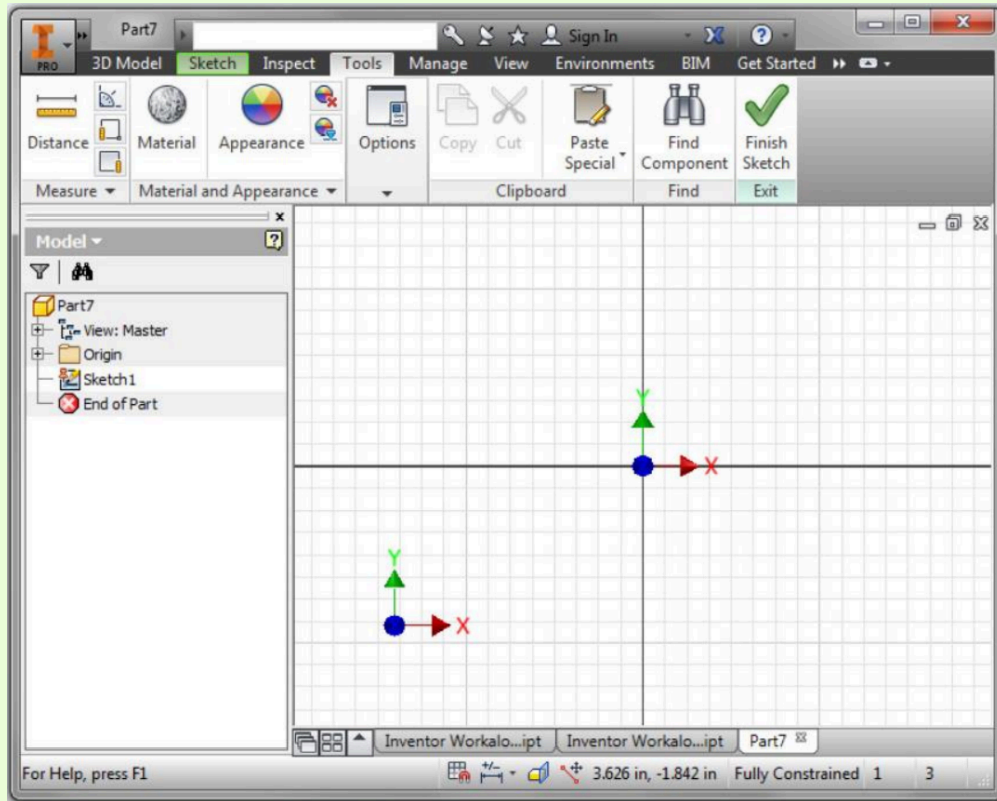 Part7
Sign In
PRO
3D Model Sketch Inspect Tools Manage View Environments BIM Get Started
Distance Material Appearance Options Copy Cut Paste Special Find Component Finish Sketch
Measure Material and Appearance Clipboard Find Exit
Model
Part7
View: Master
Origin
Sketch1
End of Part
Y
X
Y
X
Inventor Workalo...ipt Inventor Workalo...ipt Part7
For Help, press F1 3.626 in, -1.842 in Fully Constrained 1 3